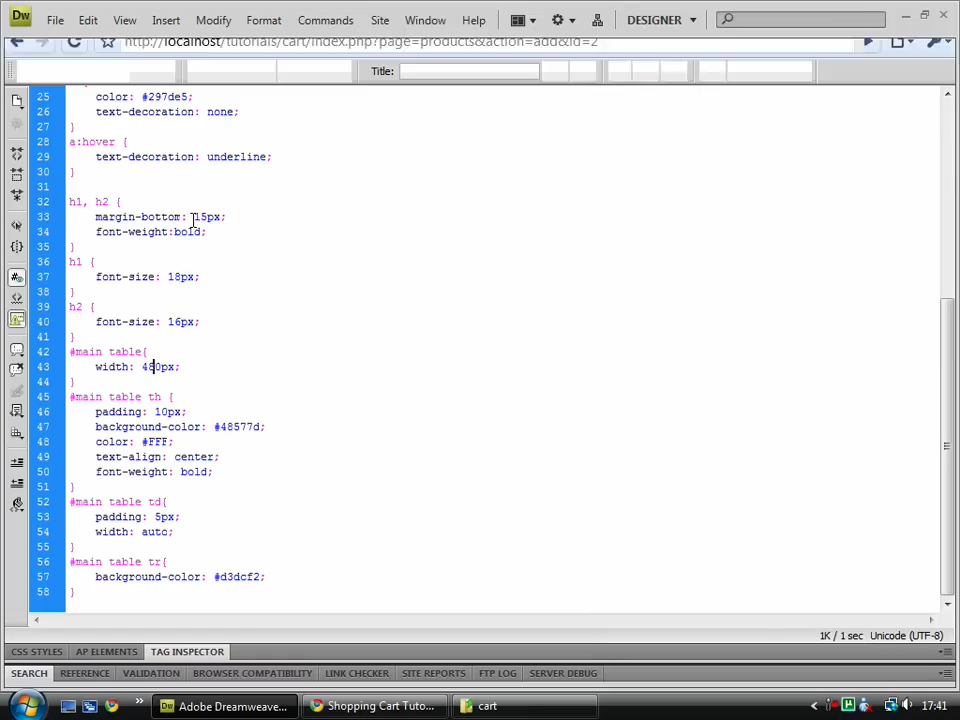 Dw File Edit View Insert Modify Format Commands Site Window Help DESIGNER
http://localhost/tutorials/cart/index.php?page=products&action=add&id=2
Title:
25 color: #297de5;
26 text-decoration: none;
27 }
28 a:hover {
29 text-decoration: underline;
30 }
31
32 h1, h2 {
33 margin-bottom: 15px;
34 font-weight:bold;
35 }
36 h1 {
37 font-size: 18px;
38 }
39 h2 {
40 font-size: 16px;
41 }
42 #main table{
43 width: 480px;
44 }
45 #main table th {
46 padding: 10px;
47 background-color: #48577d;
48 color: #FFF;
49 text-align: center;
50 font-weight: bold;
51 }
52 #main table td{
53 padding: 5px;
54 width: auto;
55 }
56 #main table tr{
57 background-color: #d3dcf2;
58 }
1K / 1 sec Unicode (UTF-8)
CSS STYLES AP ELEMENTS TAG INSPECTOR
SEARCH REFERENCE VALIDATION BROWSER COMPATIBILITY LINK CHECKER SITE REPORTS FTP LOG SERVER DEBUG
Dw Adobe Dreamweave... Shopping Cart Tuto... cart 17:41